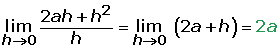 lim h→0 (2ah + h²)/h = lim h→0 (2a + h) = 2a